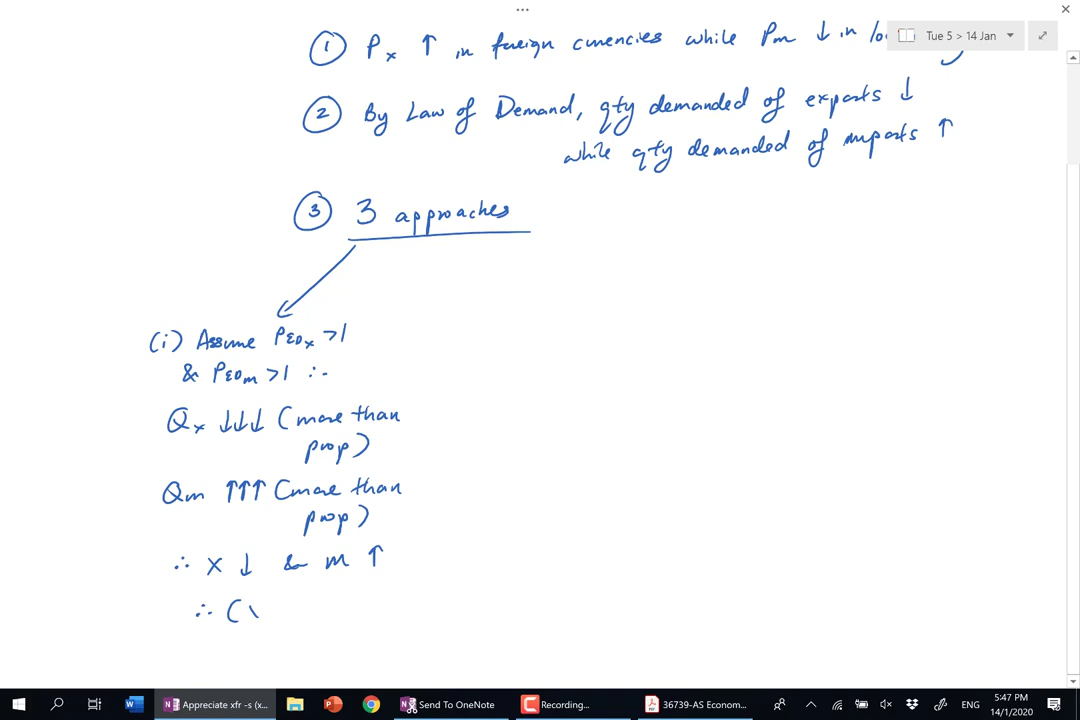 Tue 5 > 14 Jan
① Px ↑ in foreign currencies while Pm ↓ in
② By Law of Demand, qty demanded of exports ↓
while qty demanded of imports ↑
③ 3 approaches
(i) Assume PEDx >1
& PEDm >1 ∴
Qx ↓↓↓ (more than
prop)
Qm ↑↑↑ (more than
prop)
∴ X ↓ & m ↑
∴ (
Appreciate xfr -s (x...
Send To OneNote
Recording...
36739-AS Econom...
ENG
5:47 PM
14/1/2020